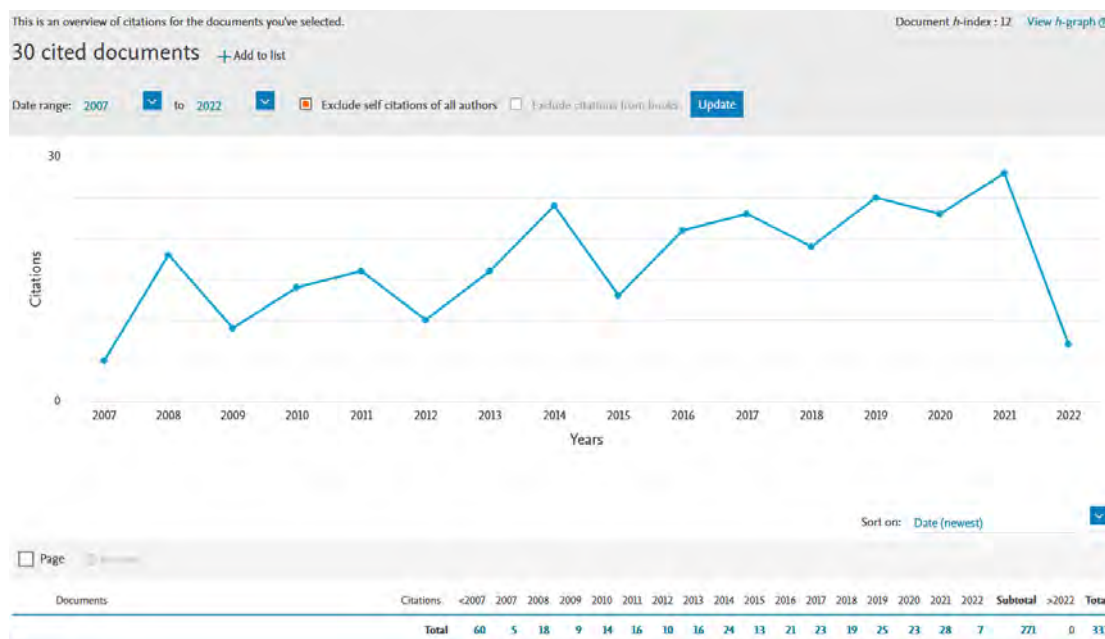 This is an overview of citations for the documents you've selected.
Document h-index : 12 View h-graph
30 cited documents + Add to list
Date range: 2007 to 2022 Exclude self citations of all authors Exclude citations from books Update
30
Citations
0
2007 2008 2009 2010 2011 2012 2013 2014 2015 2016 2017 2018 2019 2020 2021 2022
Years
Sort on: Date (newest)
Page
Documents Citations <2007 2007 2008 2009 2010 2011 2012 2013 2014 2015 2016 2017 2018 2019 2020 2021 2022 Subtotal >2022 Total
Total 60 5 18 9 14 16 10 16 24 13 21 23 19 25 23 28 7 271 0